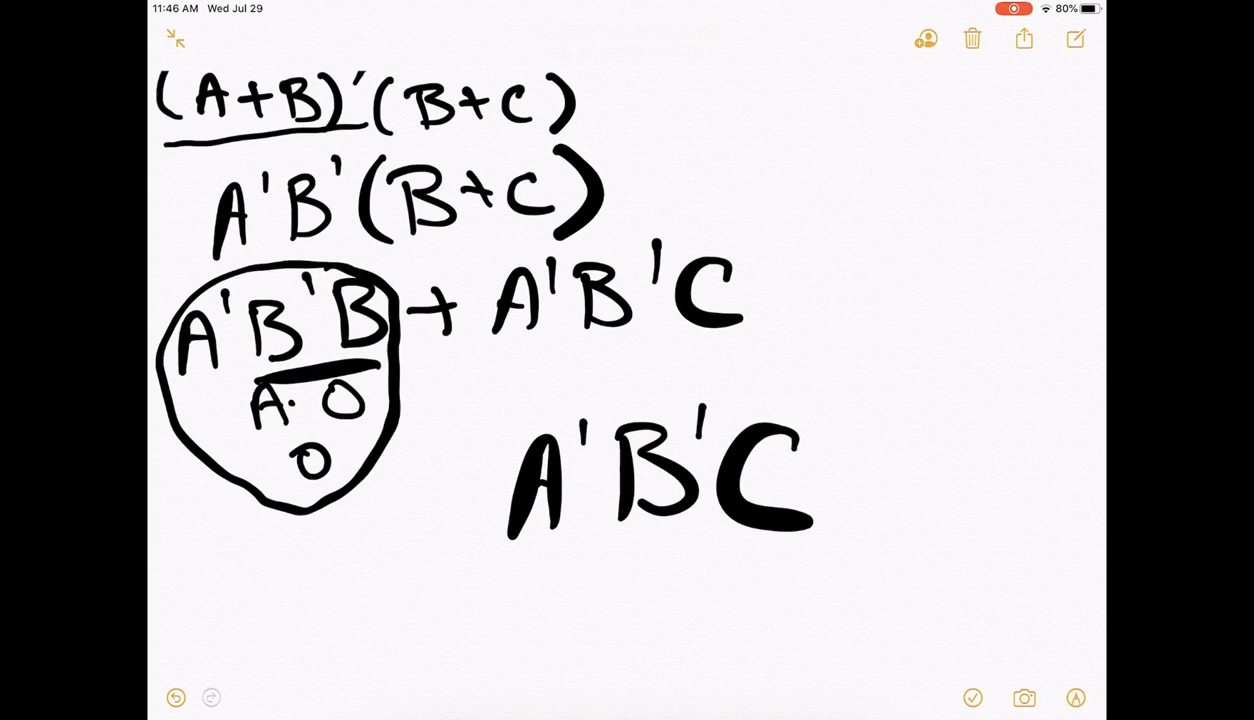 11:46 AM Wed Jul 29 80%
(A+B)'(B+C)
A'B'(B+C)
A'B'B + A'B'C
A·0
0
A'B'C